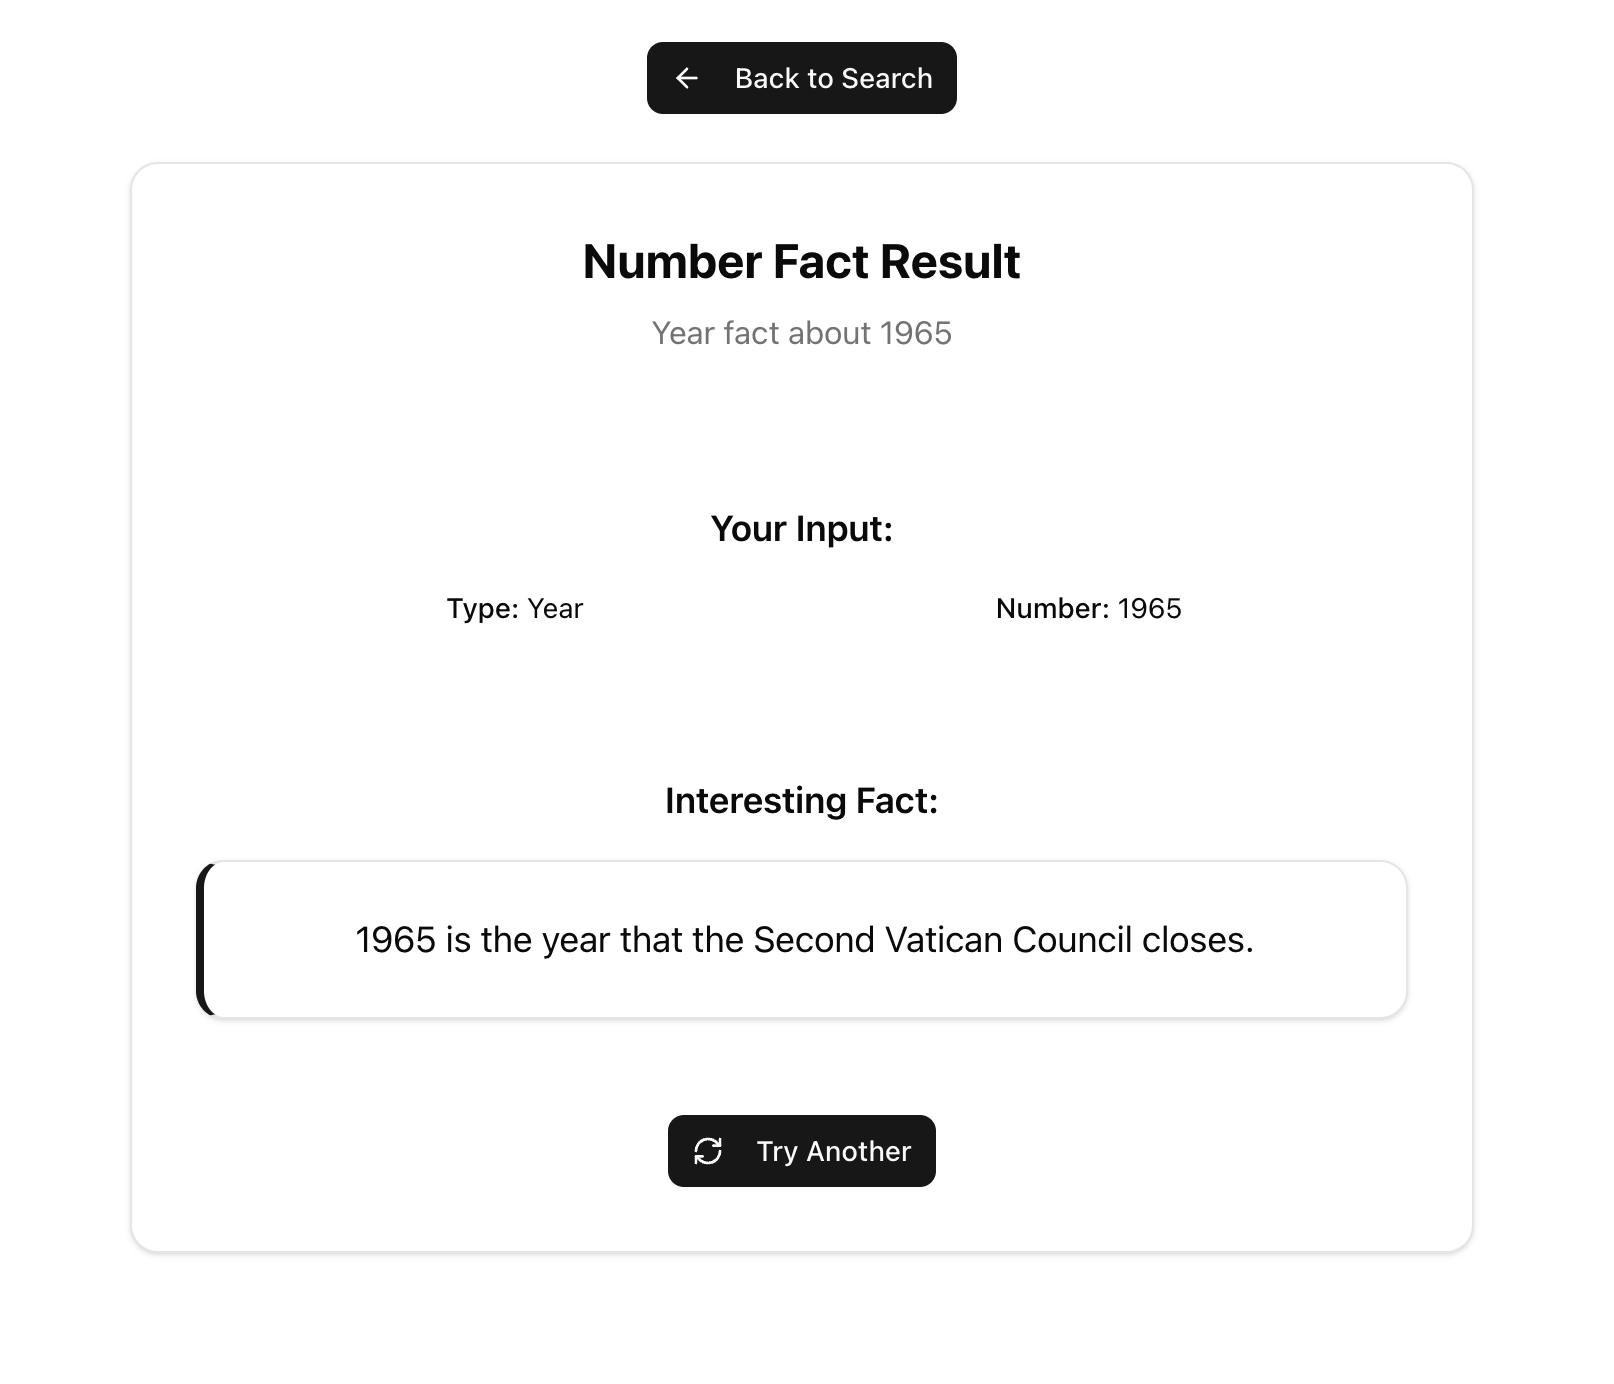 Back to Search
Number Fact Result
Year fact about 1965
Your Input:
Type: Year
Number: 1965
Interesting Fact:
1965 is the year that the Second Vatican Council closes.
Try Another